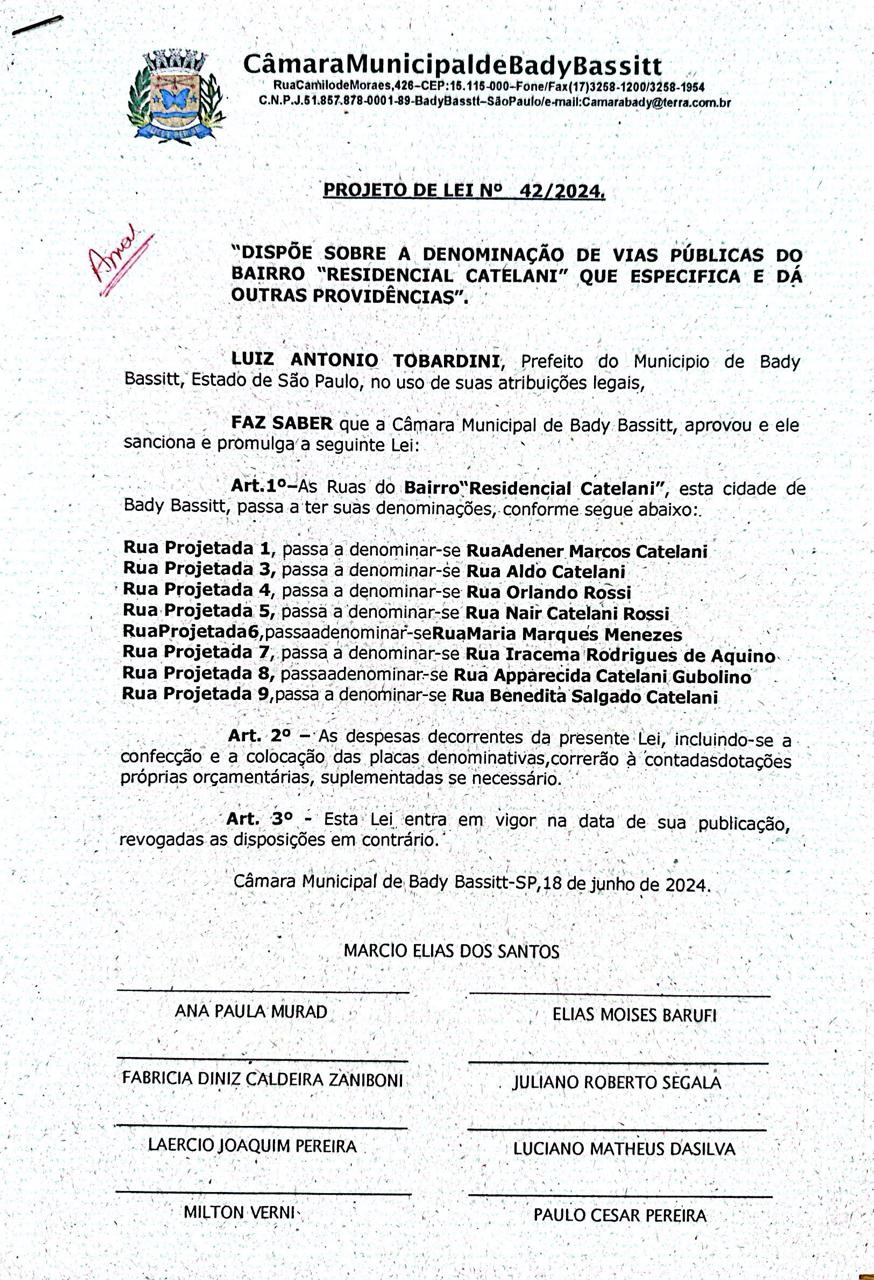 CâmaraMunicipaldeBadyBassitt
RuaCamilodeMoraes,426–CEP:15.115-000–Fone/Fax(17)3258-1200/3258-1954
C.N.P.J.51.857.878-0001-89-BadyBasstt–SãoPaulo/e-mail:Camarabady@terra.com.br
PROJETO DE LEI Nº 42/2024.
"DISPÕE SOBRE A DENOMINAÇÃO DE VIAS PÚBLICAS DO
BAIRRO "RESIDENCIAL CATELANI" QUE ESPECIFICA E DÁ
OUTRAS PROVIDÊNCIAS".
LUIZ ANTONIO TOBARDINI, Prefeito do Municipio de Bady
Bassitt, Estado de São Paulo, no uso de suas atribuições legais,
FAZ SABER que a Câmara Municipal de Bady Bassitt, aprovou e ele
sanciona e promulga a seguinte Lei:
Art.1º–As Ruas do Bairro"Residencial Catelani", esta cidade de
Bady Bassitt, passa a ter suas denominações, conforme segue abaixo:
Rua Projetada 1, passa a denominar-se RuaAdener Marcos Catelani
Rua Projetada 3, passa a denominar-se Rua Aldo Catelani
Rua Projetada 4, passa a denominar-se Rua Orlando Rossi
Rua Projetada 5, passa a denominar-se Rua Nair Catelani Rossi
RuaProjetada6,passaadenominar-seRuaMaria Marques Menezes
Rua Projetada 7, passa a denominar-se Rua Iracema Rodrigues de Aquino
Rua Projetada 8, passaadenominar-se Rua Apparecida Catelani Gubolino
Rua Projetada 9,passa a denominar-se Rua Benedita Salgado Catelani
Art. 2º – As despesas decorrentes da presente Lei, incluindo-se a
confecção e a colocação das placas denominativas,correrão à contadasdotações
próprias orçamentárias, suplementadas se necessário.
Art. 3º - Esta Lei entra em vigor na data de sua publicação,
revogadas as disposições em contrário.
Câmara Municipal de Bady Bassitt-SP,18 de junho de 2024.
MARCIO ELIAS DOS SANTOS
ANA PAULA MURAD ELIAS MOISES BARUFI
FABRICIA DINIZ CALDEIRA ZANIBONI JULIANO ROBERTO SEGALA
LAERCIO JOAQUIM PEREIRA LUCIANO MATHEUS DASILVA
MILTON VERNI PAULO CESAR PEREIRA